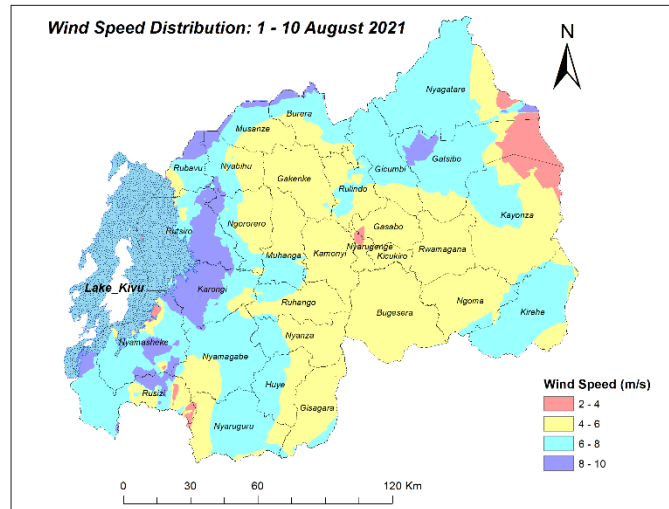 Wind Speed Distribution: 1 - 10 August 2021
N
Nyagatare
Burera
Musanze
Rubavu
Nyabihu
Gakenke
Rulindo
Gicumbi
Gatsibo
Kayonza
Rutsiro
Ngororero
Gasabo
Nyarugenge
Kicukiro
Rwamagana
Muhanga
Kamonyi
Lake_Kivu
Karongi
Ruhango
Bugesera
Ngoma
Kirehe
Nyamasheke
Nyamagabe
Nyanza
Rusizi
Huye
Gisagara
Nyaruguru
Wind Speed (m/s)
2 - 4
4 - 6
6 - 8
8 - 10
0 30 60 120 Km